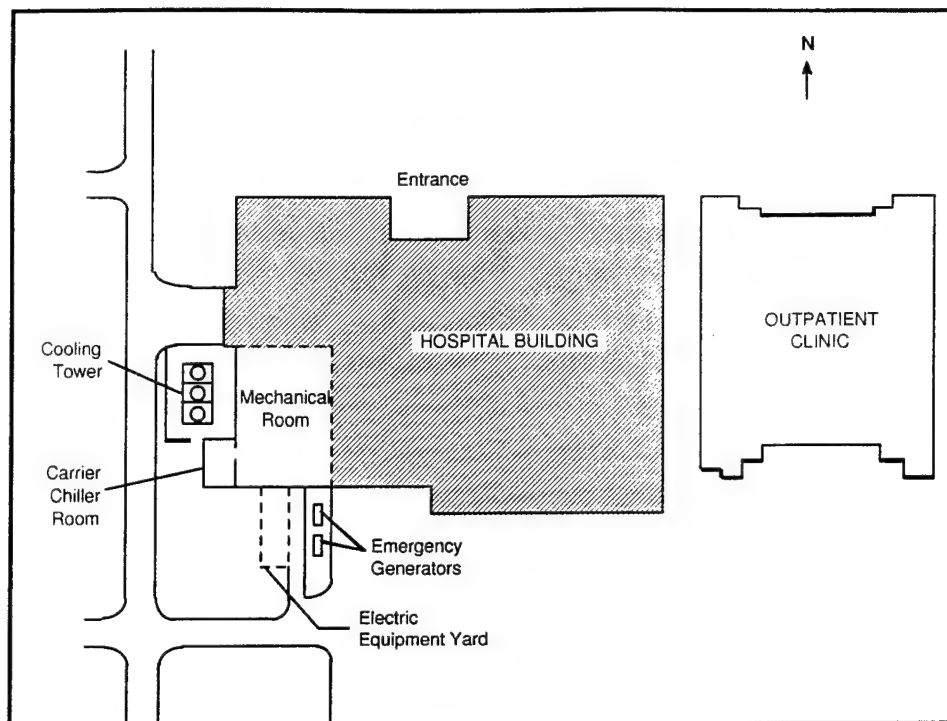 N
Entrance
HOSPITAL BUILDING
OUTPATIENT
CLINIC
Cooling
Tower
Mechanical
Room
Carrier
Chiller
Room
Emergency
Generators
Electric
Equipment Yard